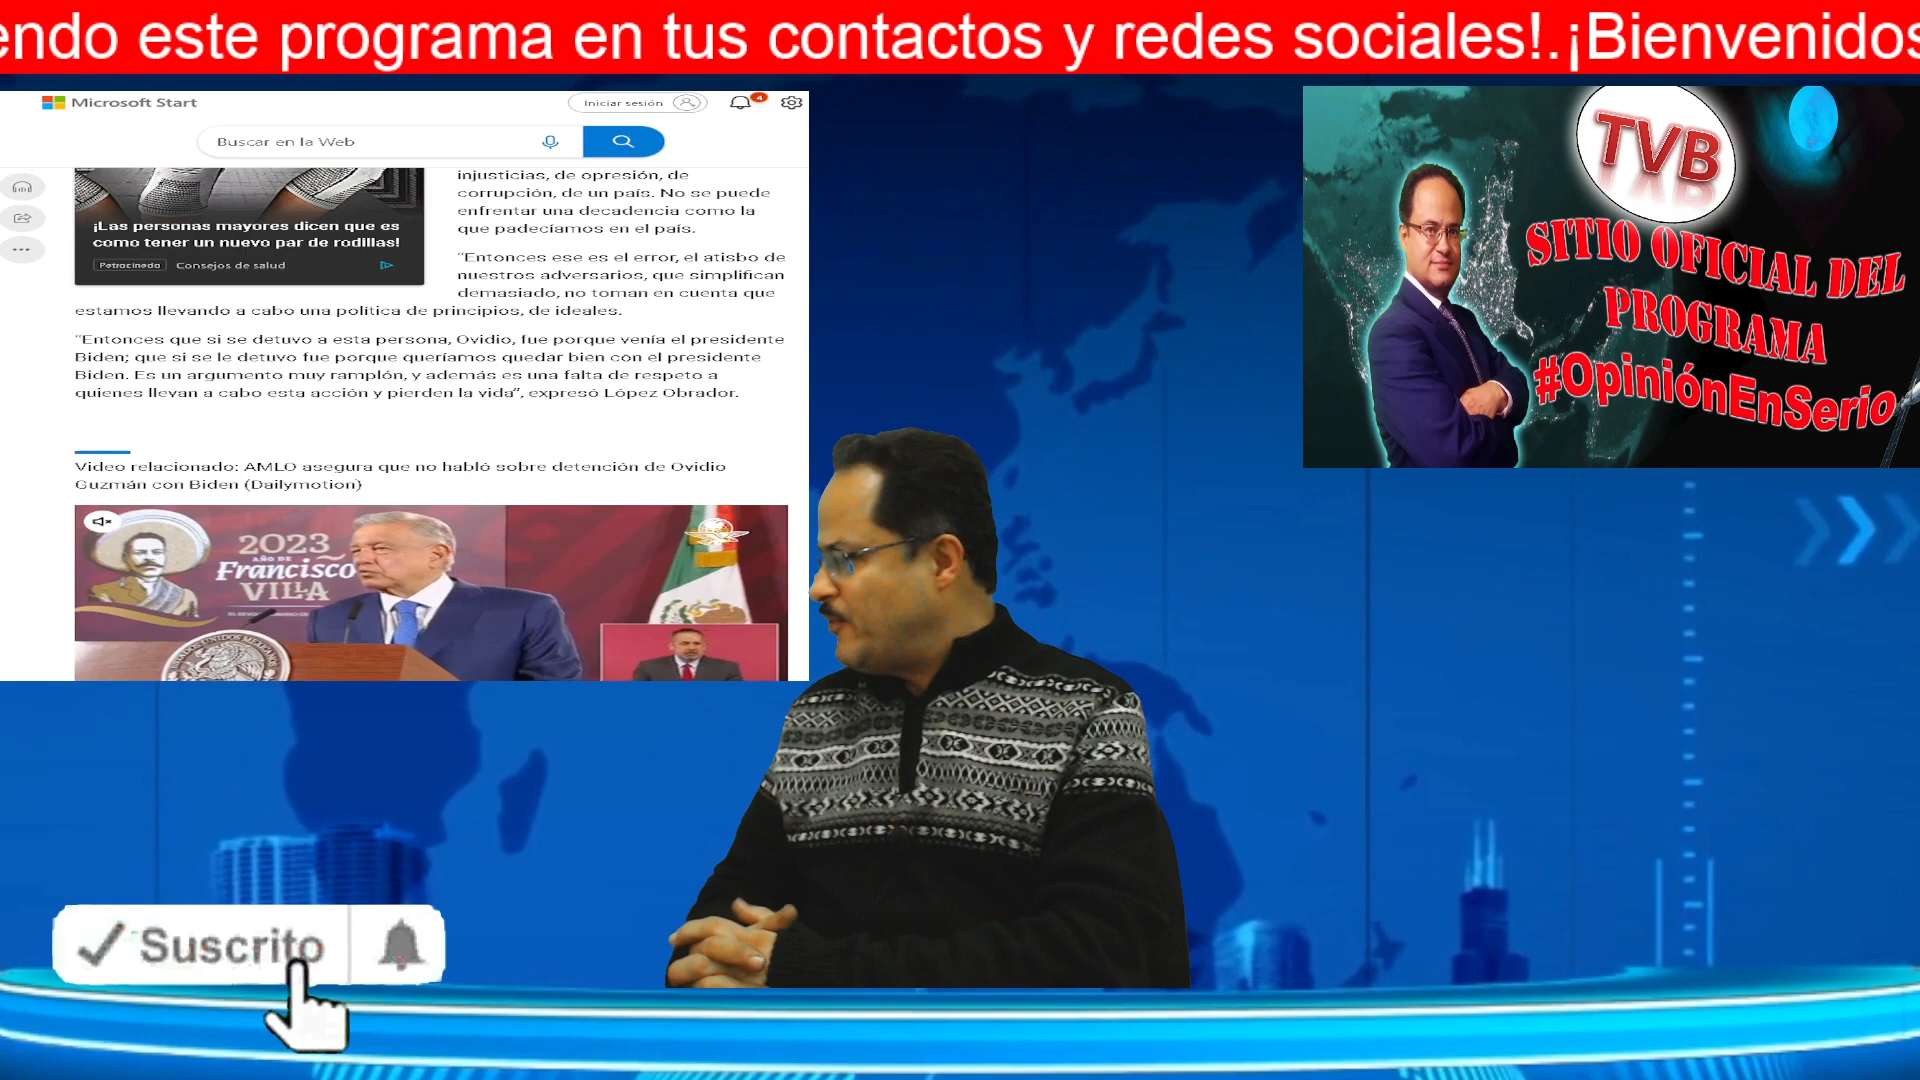 endo este programa en tus contactos y redes sociales!.¡Bienvenidos
Microsoft Start
Iniciar sesión
4
Buscar en la Web
injusticias, de opresión, de
corrupción, de un país. No se puede
enfrentar una decadencia como la
que padecíamos en el país.
¡Las personas mayores dicen que es
como tener un nuevo par de rodillas!
Patrocinado Consejos de salud
"Entonces ese es el error, el atisbo de
nuestros adversarios, que simplifican
demasiado, no toman en cuenta que
estamos llevando a cabo una política de principios, de ideales.
"Entonces que si se detuvo a esta persona, Ovidio, fue porque venía el presidente
Biden; que si se le detuvo fue porque queríamos quedar bien con el presidente
Biden. Es un argumento muy ramplón, y además es una falta de respeto a
quienes llevan a cabo esta acción y pierden la vida", expresó López Obrador.
Video relacionado: AMLO asegura que no habló sobre detención de Ovidio
Guzmán con Biden (Dailymotion)
2023
AÑO DE
Francisco
VILLA
UNIDOS MEXICANOS
TVB
SITIO OFICIAL DEL
PROGRAMA
#OpiniónEnSerio
Suscrito